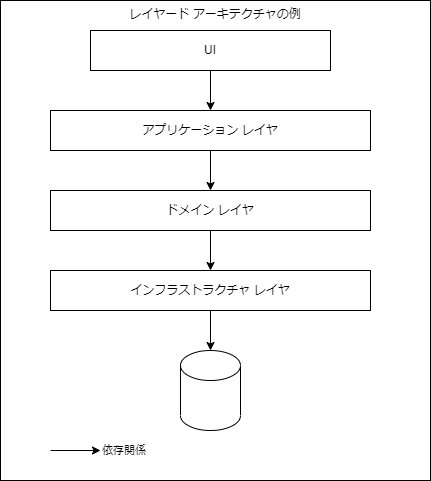 レイヤード アーキテクチャの例
UI
アプリケーション レイヤ
ドメイン レイヤ
インフラストラクチャ レイヤ
依存関係